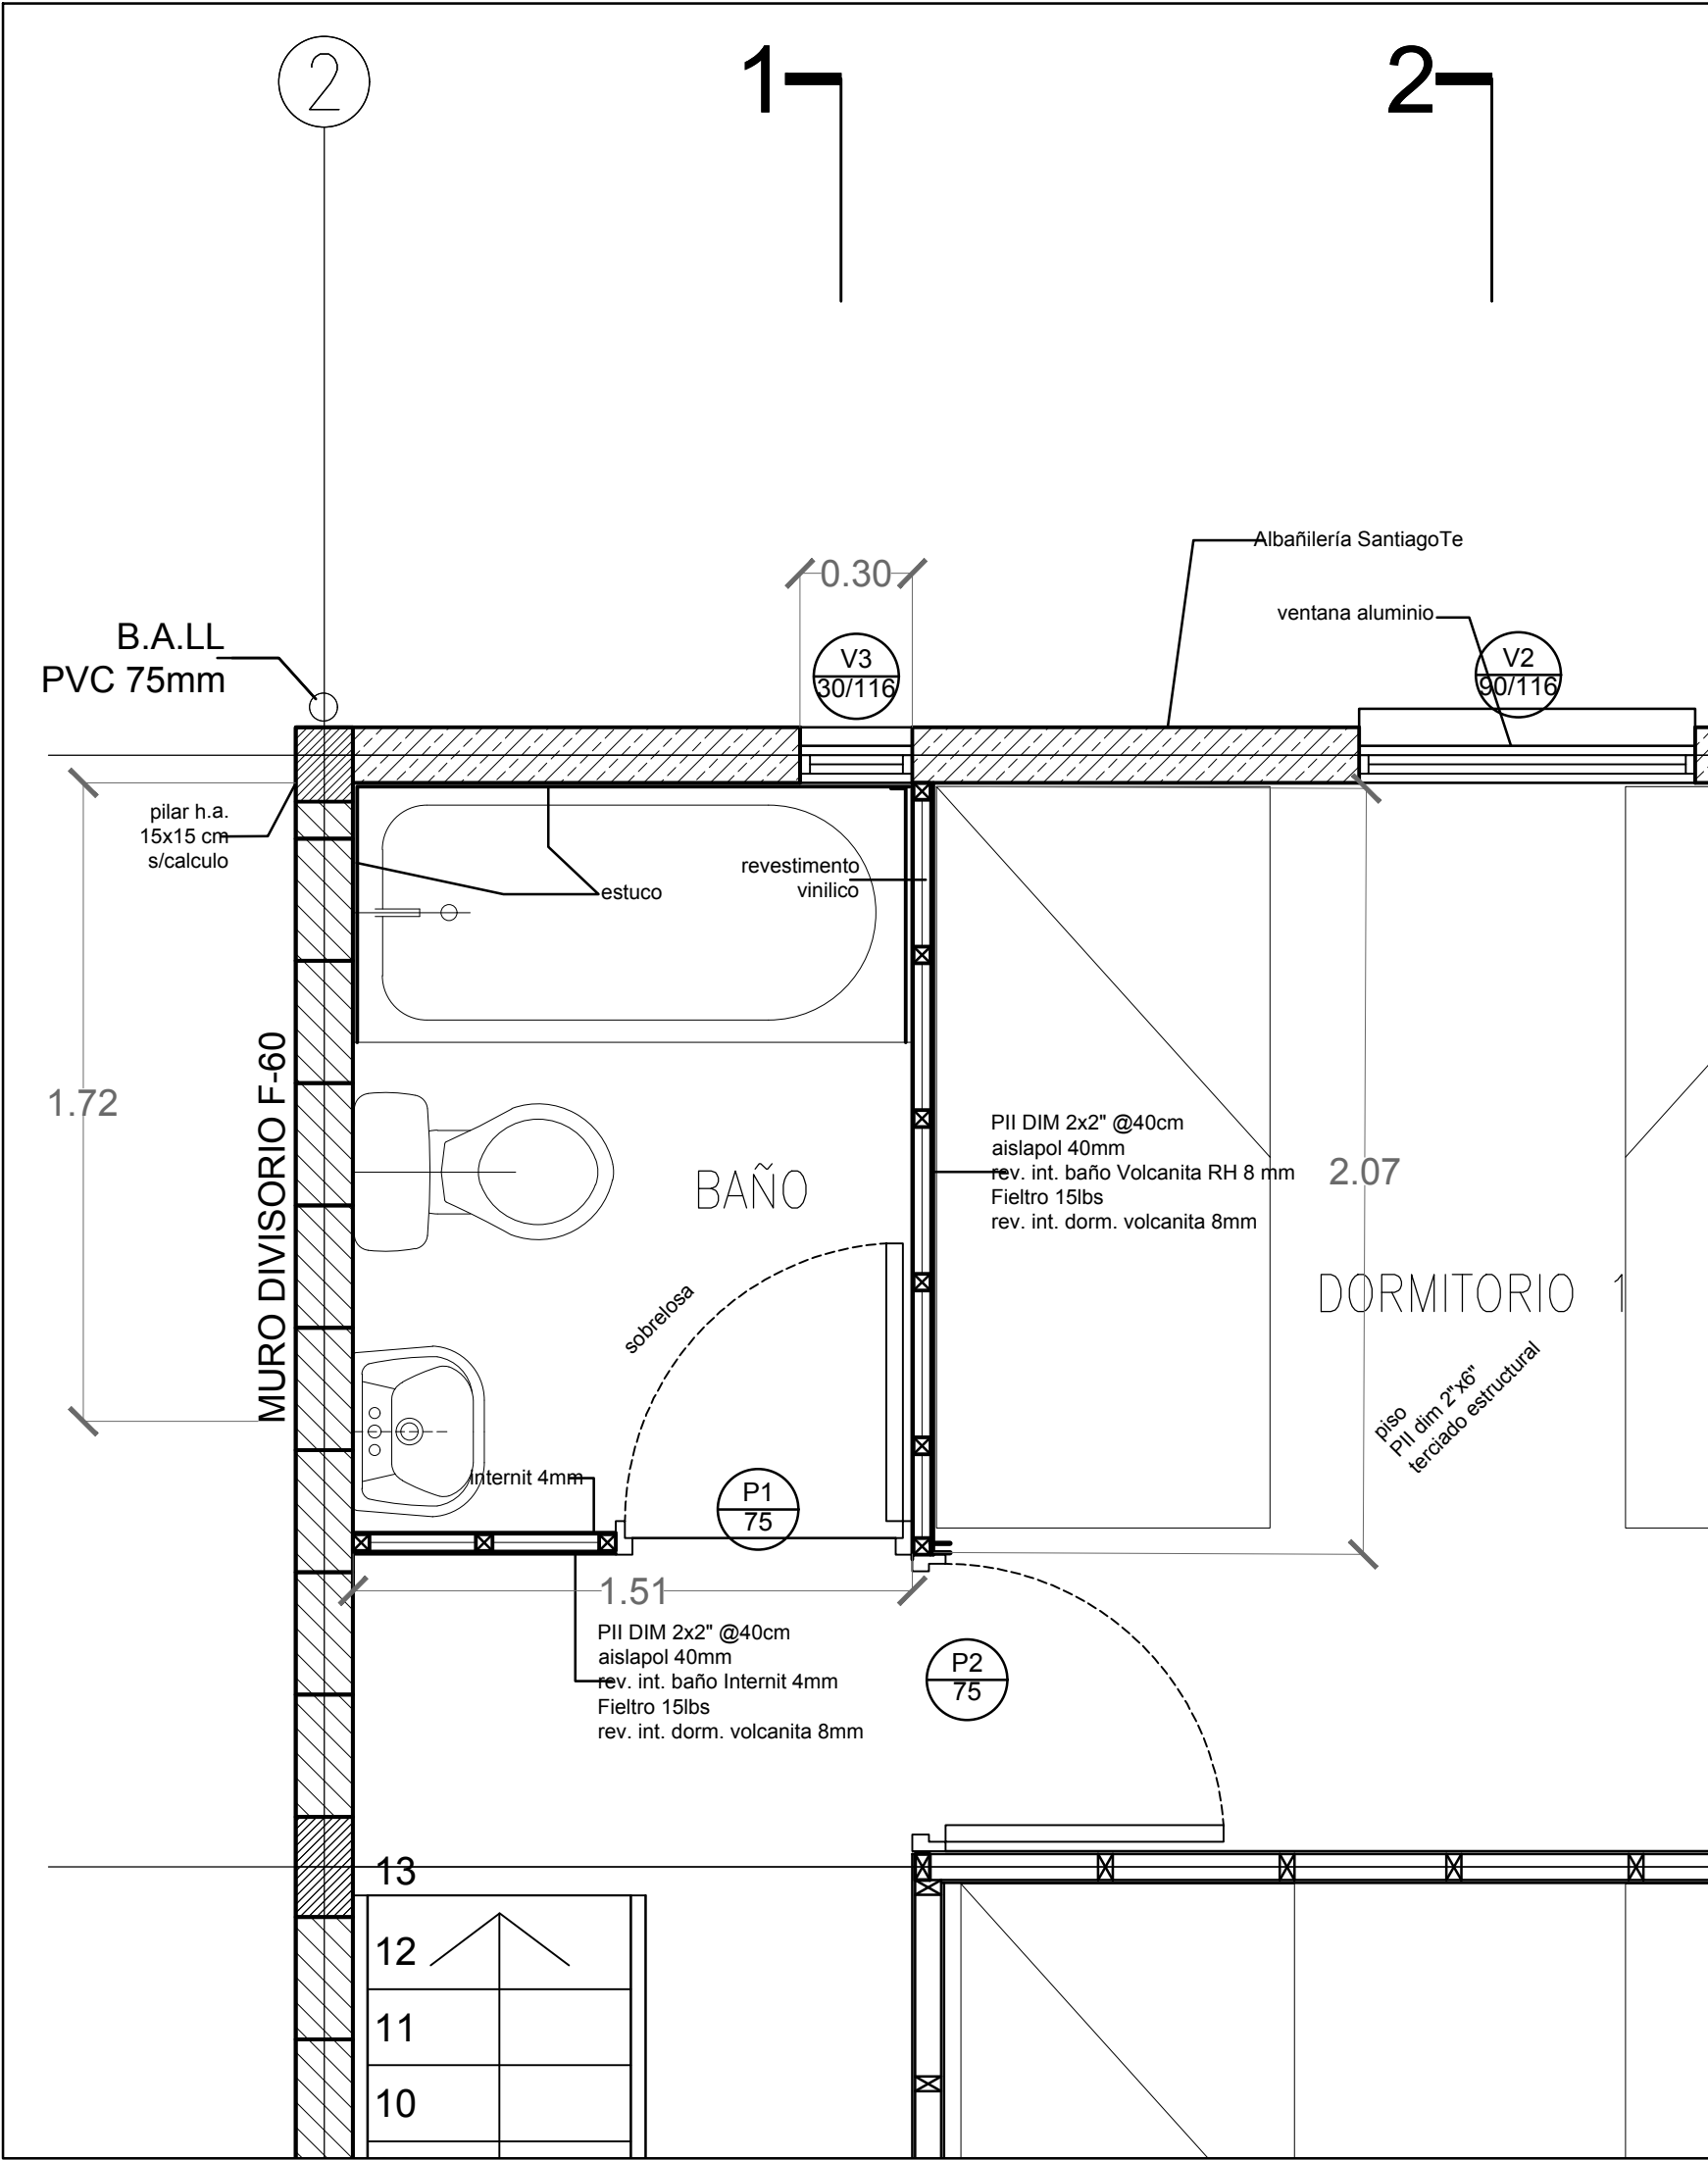 2
1
2
0.30
Albañilería SantiagoTe
ventana aluminio
B.A.LL
PVC 75mm
V3
30/116
V2
90/116
pilar h.a.
15x15 cm
s/calculo
estuco
revestimento
vinilico
1.72
MURO DIVISORIO F-60
BAÑO
PII DIM 2x2" @40cm
aislapol 40mm
rev. int. baño Volcanita RH 8 mm
Fieltro 15lbs
rev. int. dorm. volcanita 8mm
2.07
DORMITORIO 1
sobrelosa
piso
PII dim 2"x6"
terciado estructural
internit 4mm
P1
75
1.51
PII DIM 2x2" @40cm
aislapol 40mm
rev. int. baño Internit 4mm
Fieltro 15lbs
rev. int. dorm. volcanita 8mm
P2
75
13
12
11
10